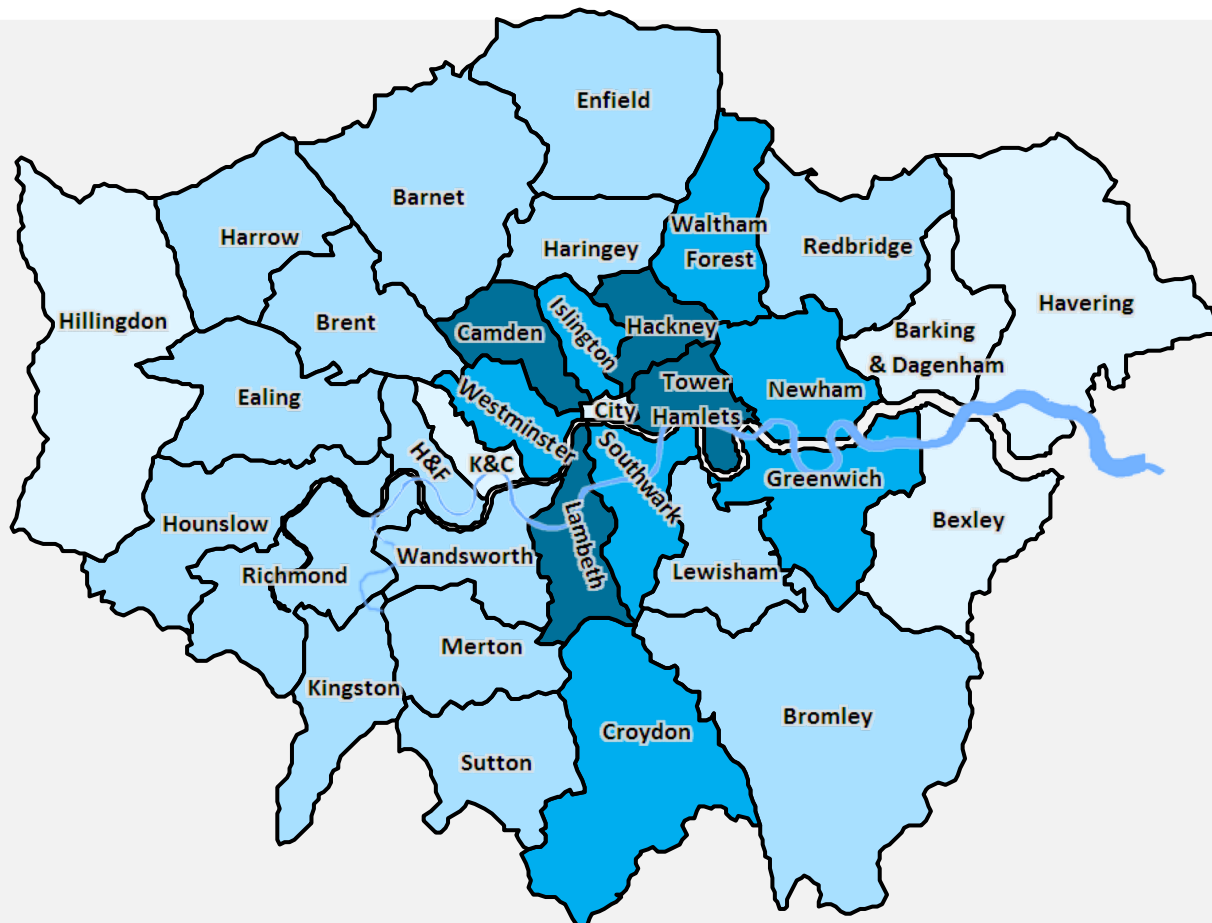 Enfield
Barnet
Waltham
Forest
Harrow
Haringey
Redbridge
Hillingdon
Brent
Camden
Islington
Hackney
Barking
& Dagenham
Havering
Ealing
Westminster
City
Tower
Hamlets
Newham
H&F
K&C
Southwark
Greenwich
Hounslow
Bexley
Richmond
Wandsworth
Lambeth
Lewisham
Merton
Kingston
Sutton
Croydon
Bromley